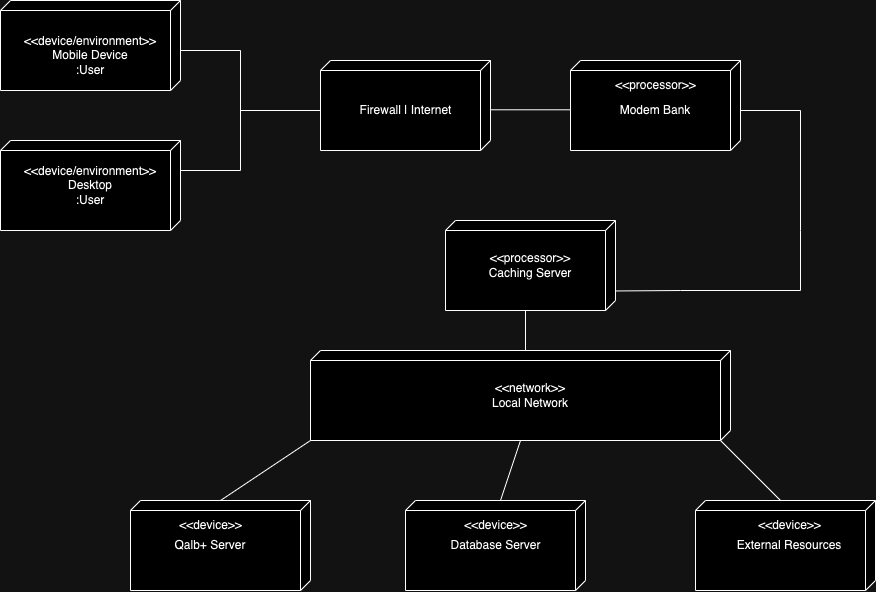 <<device/environment>>
Mobile Device
:User
Firewall | Internet
<<processor>>
Modem Bank
<<device/environment>>
Desktop
:User
<<processor>>
Caching Server
<<network>>
Local Network
<<device>>
Qalb+ Server
<<device>>
Database Server
<<device>>
External Resources